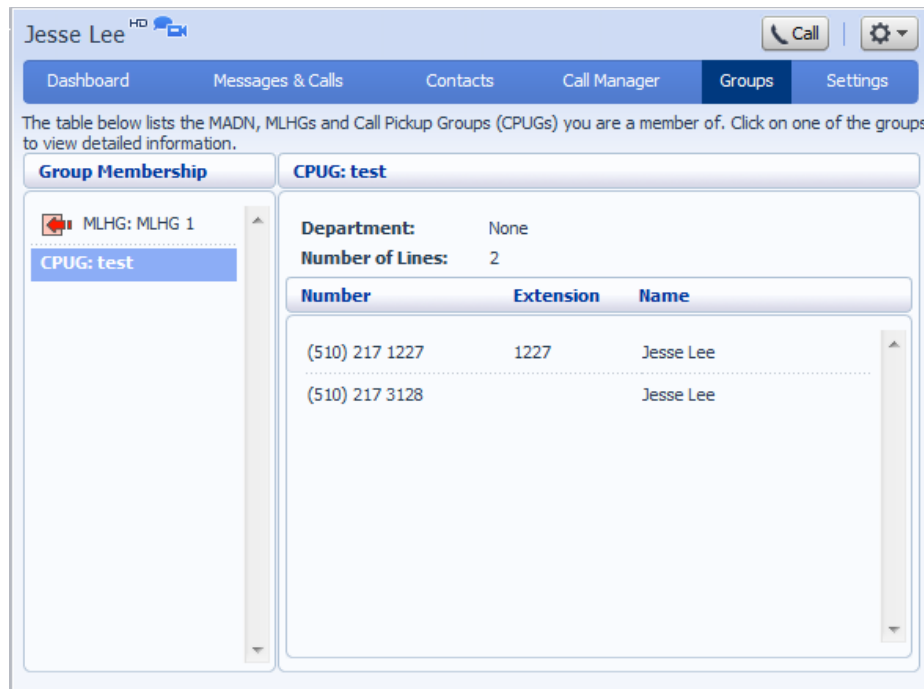 Jesse Lee HD
Call
Dashboard Messages & Calls Contacts Call Manager Groups Settings
The table below lists the MADN, MLHGs and Call Pickup Groups (CPUGs) you are a member of. Click on one of the groups
to view detailed information.
Group Membership
MLHG: MLHG 1
CPUG: test
CPUG: test
Department: None
Number of Lines: 2
Number Extension Name
(510) 217 1227 1227 Jesse Lee
(510) 217 3128 Jesse Lee